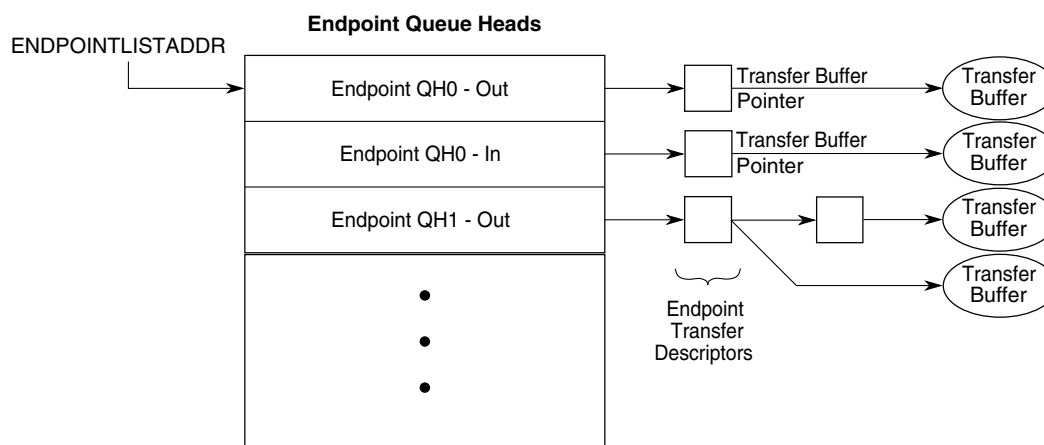 Endpoint Queue Heads
ENDPOINTLISTADDR
Endpoint QH0 - Out
Transfer Buffer
Pointer
Transfer
Buffer
Endpoint QH0 - In
Transfer Buffer
Pointer
Transfer
Buffer
Endpoint QH1 - Out
Transfer
Buffer
Transfer
Buffer
Endpoint
Transfer
Descriptors